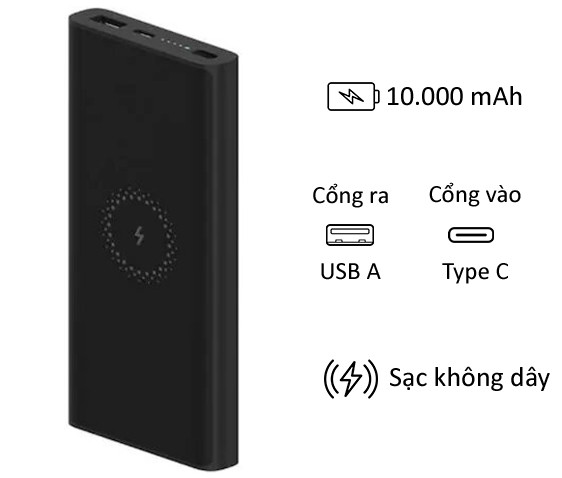 10.000 mAh
Cổng ra
Cổng vào
USB A
Type C
Sạc không dây